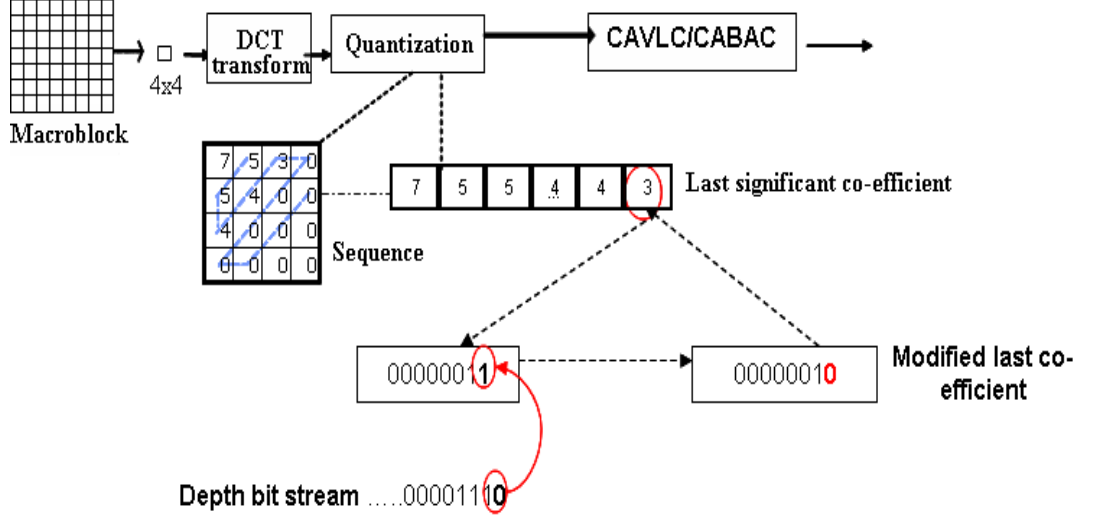 DCT
transform
Quantization
CAVLC/CABAC
4x4
Macroblock
7 5 3 0
5 4 0 0
4 0 0 0
0 0 0 0
7 5 5 4 4 3
...
Last significant co-efficient
Sequence
00000011
00000010
Modified last co-
efficient
Depth bit stream .....00001110